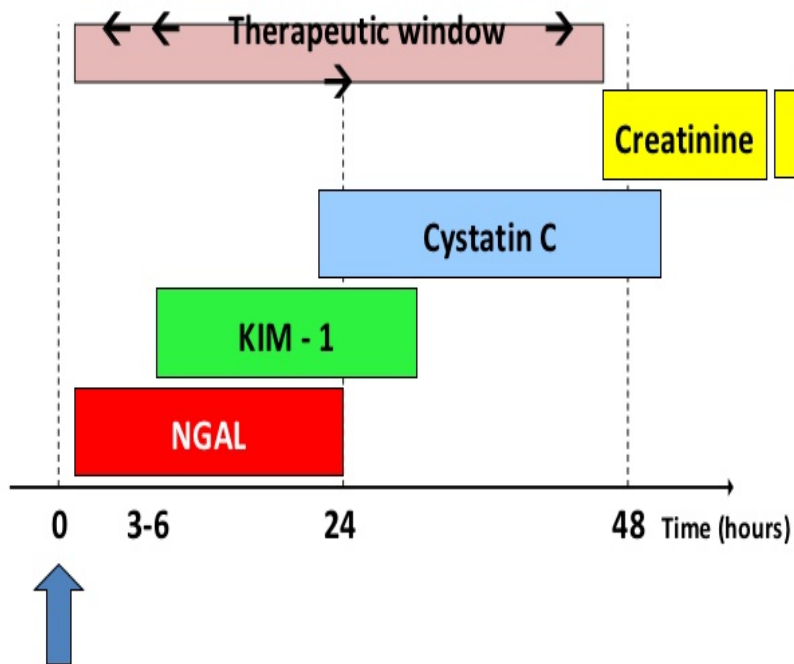 Therapeutic window
Creatinine
Cystatin C
KIM - 1
NGAL
0 3-6 24 48 Time (hours)